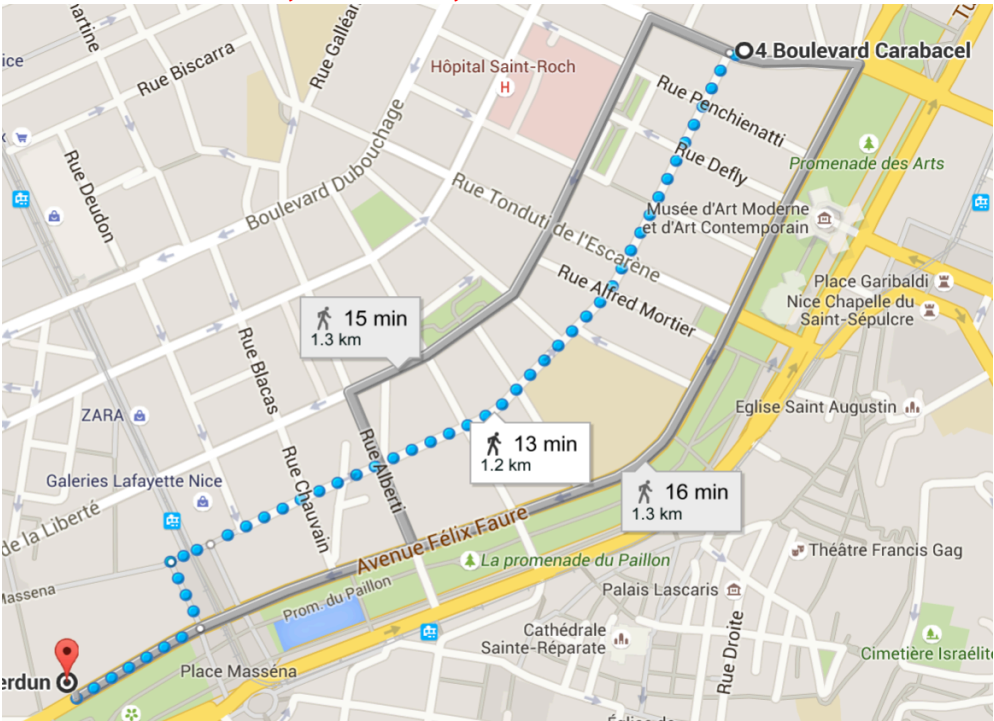 Rue Galléan
Rue Biscarra
Hôpital Saint-Roch
H
4 Boulevard Carabacel
Rue Penchienatti
Rue Deudon
Boulevard Dubouchage
Rue Defly
Promenade des Arts
Rue Tonduti de l'Escarène
Musée d'Art Moderne
et d'Art Contemporain
Rue Alfred Mortier
Place Garibaldi
Nice Chapelle du
Saint-Sépulcre
15 min
1.3 km
Rue Blacas
ZARA
Eglise Saint Augustin
Rue Alberti
13 min
1.2 km
Galeries Lafayette Nice
Rue Chauvain
16 min
1.3 km
de la Liberté
Avenue Félix Faure
La promenade du Paillon
Théâtre Francis Gag
Massena
Prom. du Paillon
Palais Lascaris
Cathédrale
Sainte-Réparate
Rue Droite
Cimetière Israélite
Place Masséna
erdun